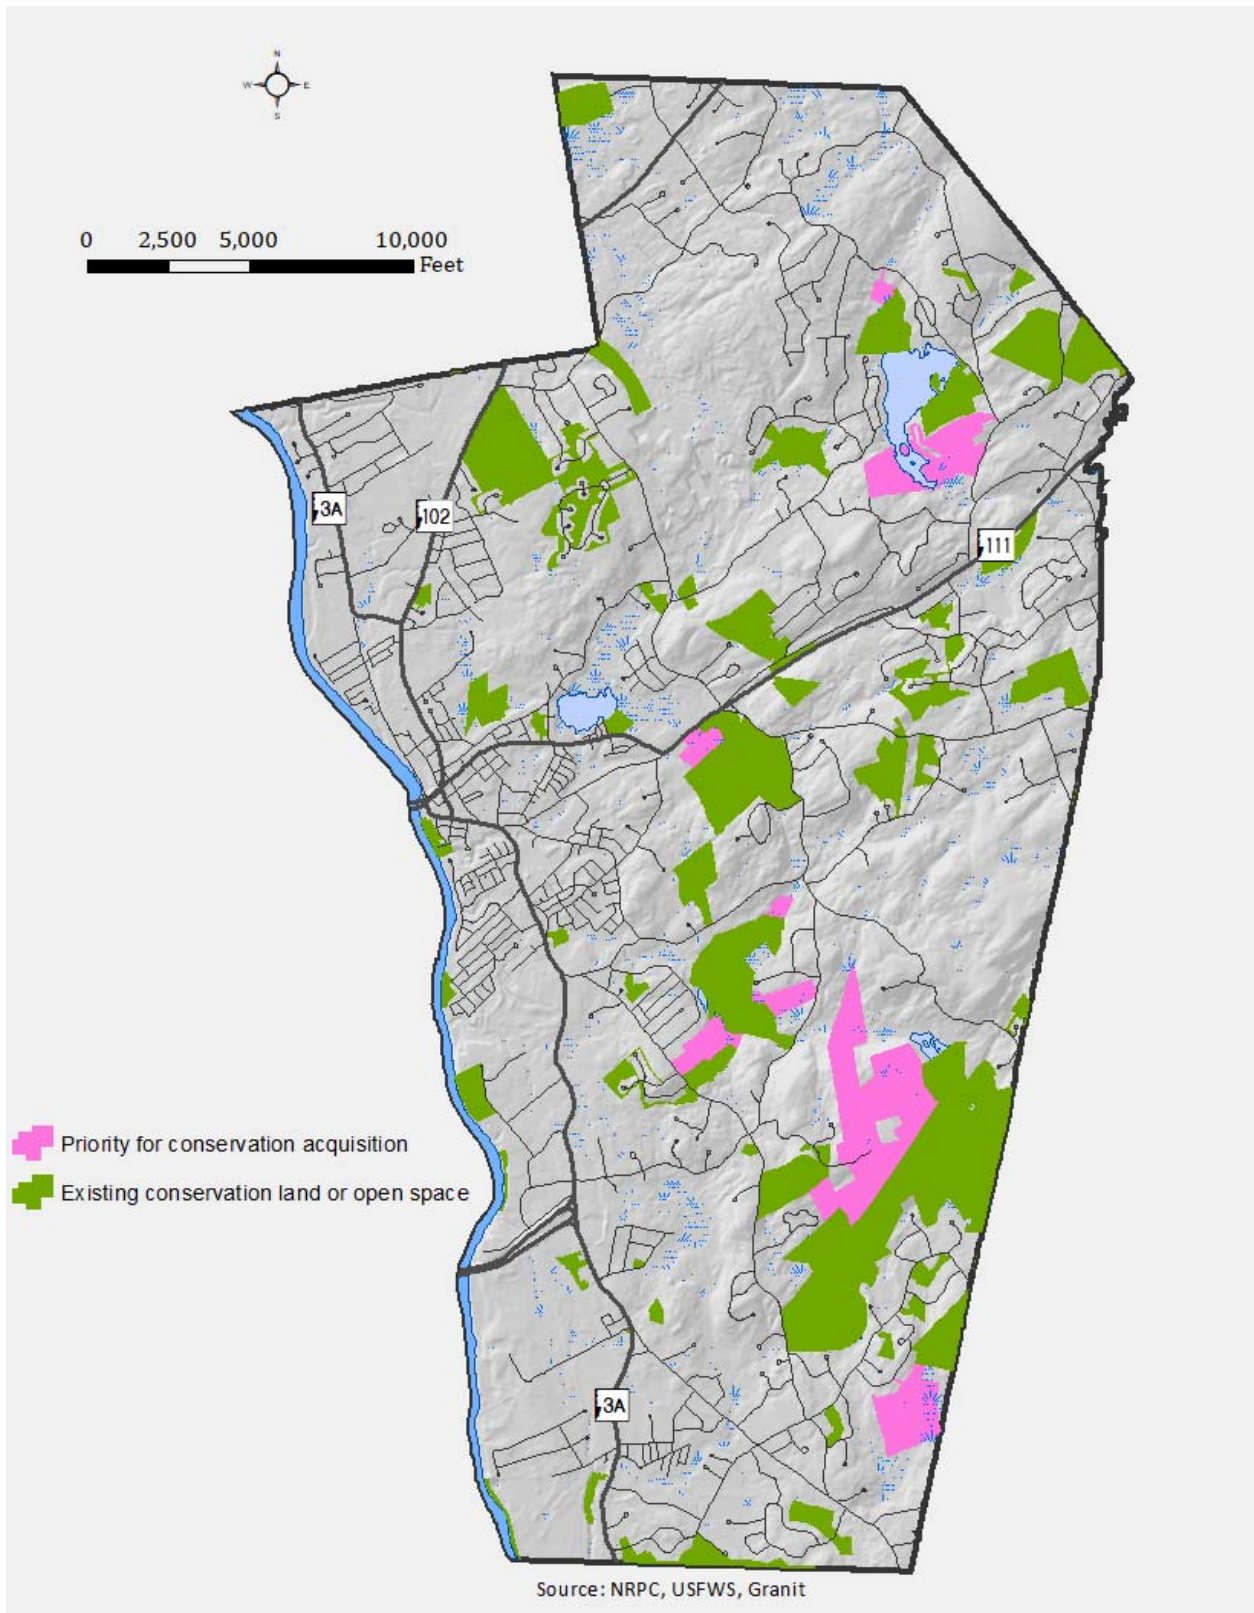 N
W E
S
0 2,500 5,000 10,000
Feet
3A
102
111
Priority for conservation acquisition
Existing conservation land or open space
3A
Source: NRPC, USFWS, Granit